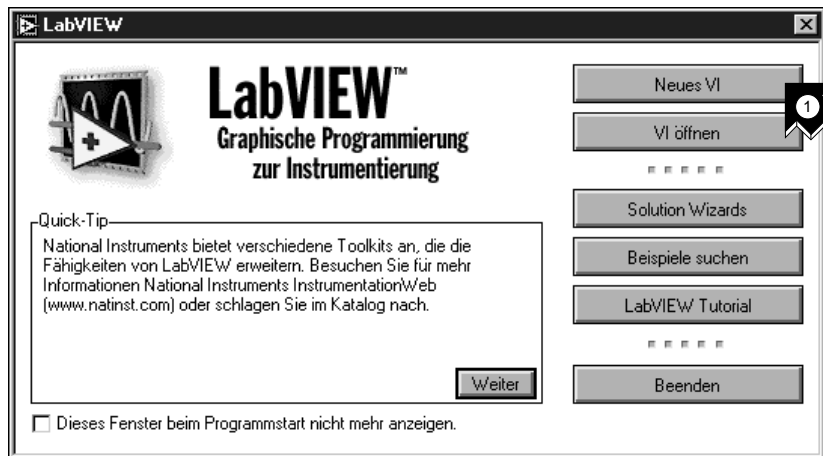 LabVIEW
LabVIEW™
Graphische Programmierung
zur Instrumentierung
Quick-Tip
National Instruments bietet verschiedene Toolkits an, die die
Fähigkeiten von LabVIEW erweitern. Besuchen Sie für mehr
Informationen National Instruments InstrumentationWeb
(www.natinst.com) oder schlagen Sie im Katalog nach.
Weiter
Dieses Fenster beim Programmstart nicht mehr anzeigen.
Neues VI
1
VI öffnen
Solution Wizards
Beispiele suchen
LabVIEW Tutorial
Beenden